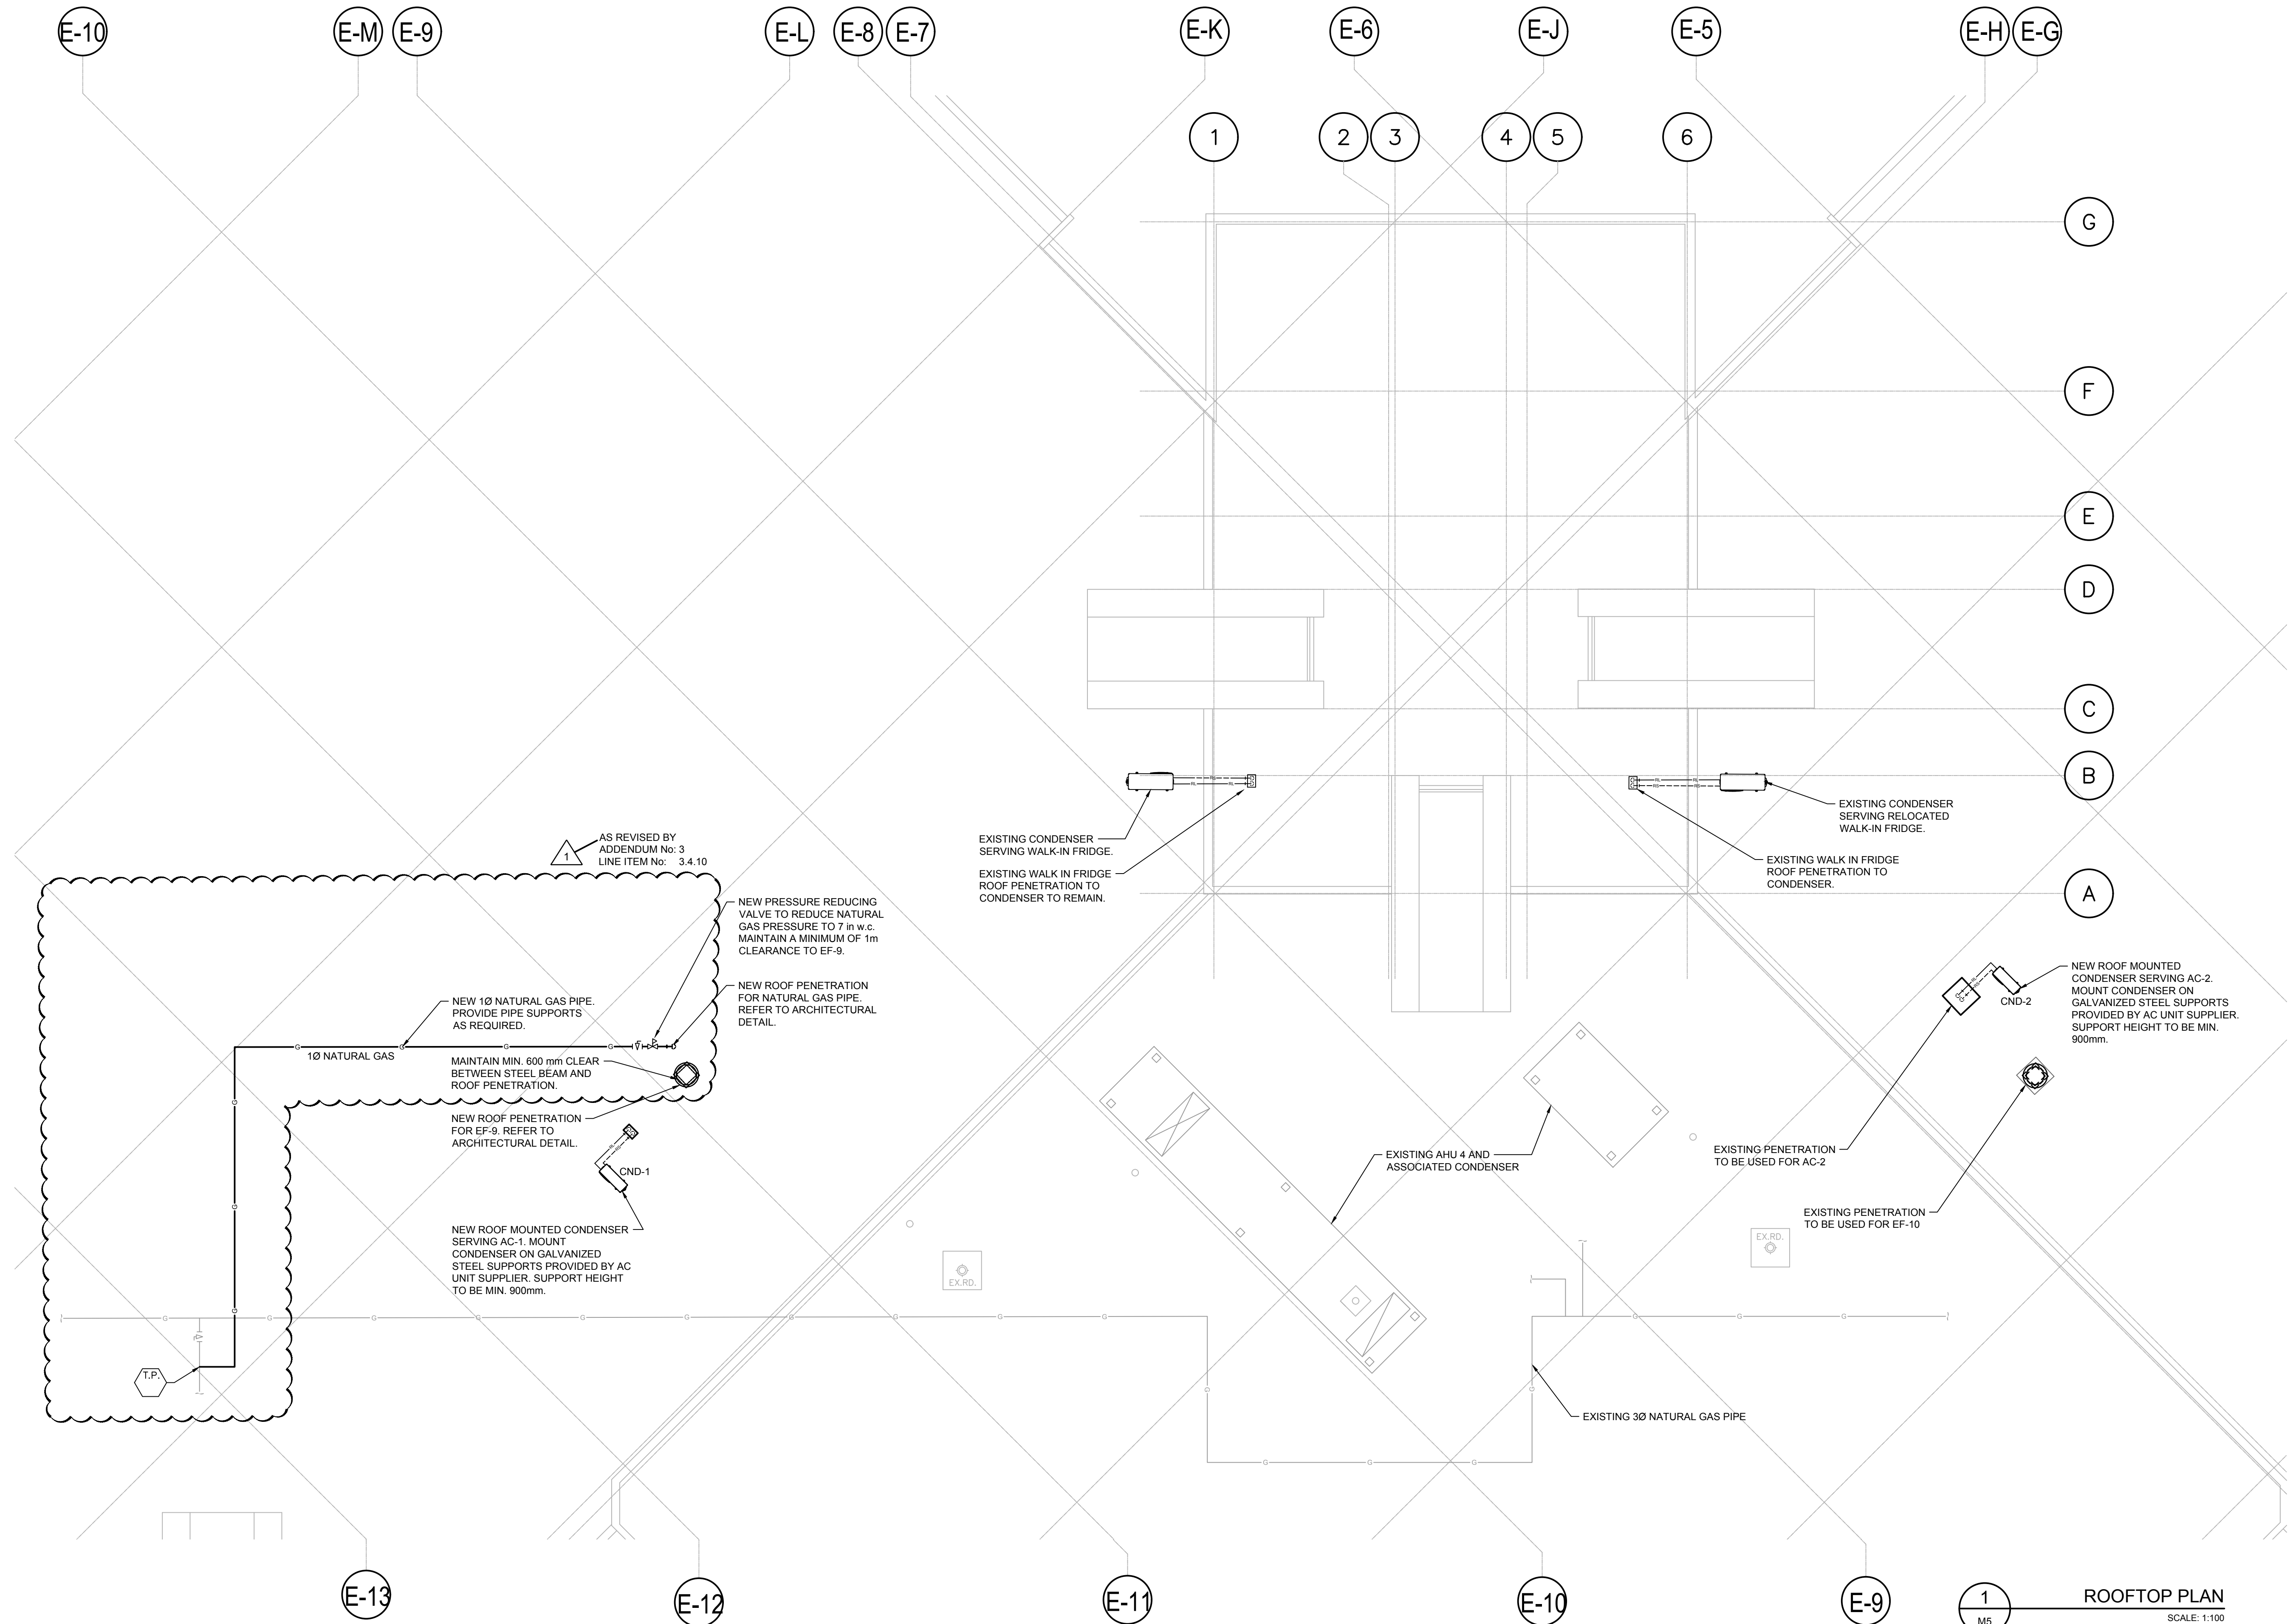 E-10
E-M
E-9
E-L
E-8
E-7
E-K
E-6
E-J
E-5
E-H
E-G
1
2
3
4
5
6
G
F
E
D
C
B
A
AS REVISED BY
ADDENDUM No: 3
LINE ITEM No: 3.4.10
1
NEW PRESSURE REDUCING
VALVE TO REDUCE NATURAL
GAS PRESSURE TO 7 in w.c.
MAINTAIN A MINIMUM OF 1m
CLEARANCE TO EF-9.
NEW ROOF PENETRATION
FOR NATURAL GAS PIPE.
REFER TO ARCHITECTURAL
DETAIL.
NEW 1Ø NATURAL GAS PIPE.
PROVIDE PIPE SUPPORTS
AS REQUIRED.
G G G G
1Ø NATURAL GAS
MAINTAIN MIN. 600 mm CLEAR
BETWEEN STEEL BEAM AND
ROOF PENETRATION.
G
G
G
NEW ROOF PENETRATION
FOR EF-9. REFER TO
ARCHITECTURAL DETAIL.
RL
RS
CND-1
NEW ROOF MOUNTED CONDENSER
SERVING AC-1. MOUNT
CONDENSER ON GALVANIZED
STEEL SUPPORTS PROVIDED BY AC
UNIT SUPPLIER. SUPPORT HEIGHT
TO BE MIN. 900mm.
T.P.
RS
RL RL
EXISTING CONDENSER
SERVING WALK-IN FRIDGE.
EXISTING WALK IN FRIDGE
ROOF PENETRATION TO
CONDENSER TO REMAIN.
RL RL
RS RS
EXISTING CONDENSER
SERVING RELOCATED
WALK-IN FRIDGE.
EXISTING WALK IN FRIDGE
ROOF PENETRATION TO
CONDENSER.
RL
RS
CND-2
NEW ROOF MOUNTED
CONDENSER SERVING AC-2.
MOUNT CONDENSER ON
GALVANIZED STEEL SUPPORTS
PROVIDED BY AC UNIT SUPPLIER.
SUPPORT HEIGHT TO BE MIN.
900mm.
EXISTING AHU 4 AND
ASSOCIATED CONDENSER
EXISTING PENETRATION
TO BE USED FOR AC-2
EXISTING PENETRATION
TO BE USED FOR EF-10
EX.RD.
EX.RD.
G G G G G G G G G G
G G G
G
G
G G G
EXISTING 3Ø NATURAL GAS PIPE
E-13
E-12
E-11
E-10
E-9
1
M5
ROOFTOP PLAN
SCALE: 1:100